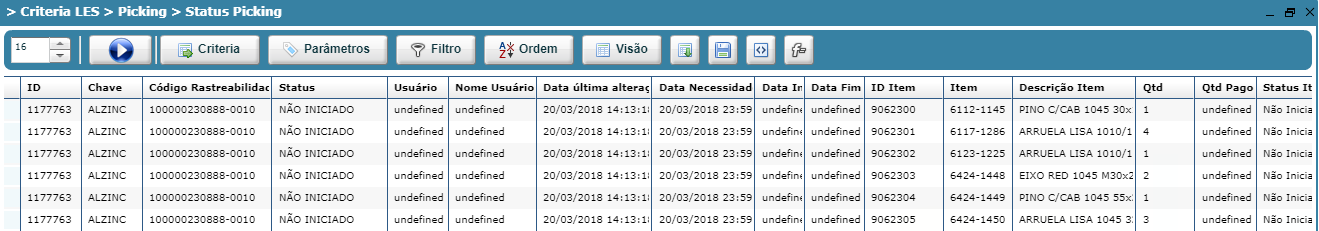 > Criteria LES > Picking > Status Picking
16 Criteria Parâmetros Filtro Ordem Visão
ID Chave Código Rastreabilidad Status Usuário Nome Usuário Data última alteraç Data Necessidad Data In Data Fim ID Item Item Descrição Item Qtd Qtd Pago Status It
1177763 ALZINC 100000230888-0010 NÃO INICIADO undefined undefined 20/03/2018 14:13:18 20/03/2018 23:59 undefine undefined 9062300 6112-1145 PINO C/CAB 1045 30x 1 undefined Não Inicia
1177763 ALZINC 100000230888-0010 NÃO INICIADO undefined undefined 20/03/2018 14:13:18 20/03/2018 23:59 undefine undefined 9062301 6117-1286 ARRUELA LISA 1010/1 4 undefined Não Inicia
1177763 ALZINC 100000230888-0010 NÃO INICIADO undefined undefined 20/03/2018 14:13:18 20/03/2018 23:59 undefine undefined 9062302 6123-1225 ARRUELA LISA 1010/1 1 undefined Não Inicia
1177763 ALZINC 100000230888-0010 NÃO INICIADO undefined undefined 20/03/2018 14:13:18 20/03/2018 23:59 undefine undefined 9062303 6424-1448 EIXO RED 1045 M30x2 2 undefined Não Inicia
1177763 ALZINC 100000230888-0010 NÃO INICIADO undefined undefined 20/03/2018 14:13:18 20/03/2018 23:59 undefine undefined 9062304 6424-1449 PINO C/CAB 1045 55x 1 undefined Não Inicia
1177763 ALZINC 100000230888-0010 NÃO INICIADO undefined undefined 20/03/2018 14:13:18 20/03/2018 23:59 undefine undefined 9062305 6424-1450 ARRUELA LISA 1045 33 3 undefined Não Inicia